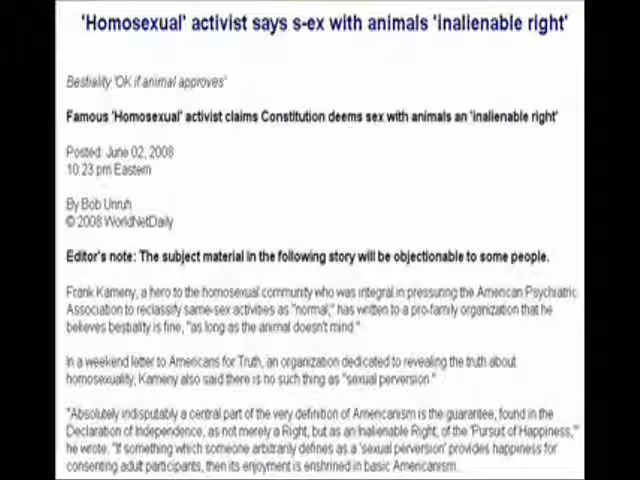 'Homosexual' activist says s-ex with animals 'inalienable right'
Bestiality 'OK if animal approves'
Famous 'Homosexual' activist claims Constitution deems sex with animals an 'inalienable right'
Posted: June 02, 2008
10:23 pm Eastern
By Bob Unruh
© 2008 WorldNetDaily
Editor's note: The subject material in the following story will be objectionable to some people.
Frank Kameny, a hero to the homosexual community who was integral in pressuring the American Psychiatric
Association to reclassify same-sex activities as "normal," has written to a pro-family organization that he
believes bestiality is fine, "as long as the animal doesn't mind."
In a weekend letter to Americans for Truth, an organization dedicated to revealing the truth about
homosexuality, Kameny also said there is no such thing as "sexual perversion."
"Absolutely indisputably a central part of the very definition of Americanism is the guarantee, found in the
Declaration of Independence, as not merely a Right, but as an Inalienable Right, of the 'Pursuit of Happiness,'"
he wrote. "If something which someone arbitrarily defines as a 'sexual perversion' provides happiness for
consenting adult participants, then its enjoyment is enshrined in basic Americanism.